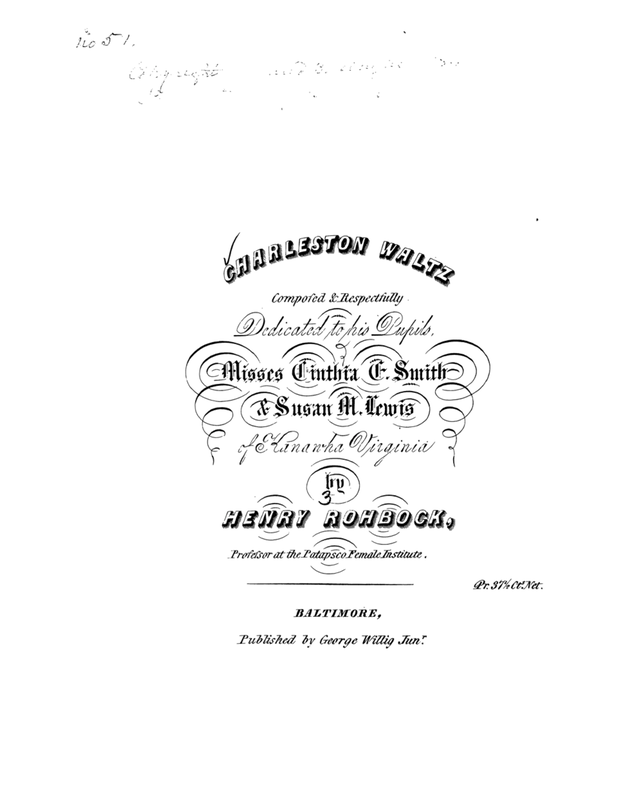 No 51.
Copyright
CHARLESTON WALTZ
Composed & Respectfully
Dedicated to his Pupils,
Misses Cinthia E. Smith
& Susan M. Lewis
of Kanawha Virginia
by
3
HENRY ROHBOCK,
Professor at the Patapsco Female Institute.
Pr. 37½ Ct. Net.
BALTIMORE,
Published by George Willig Junr.